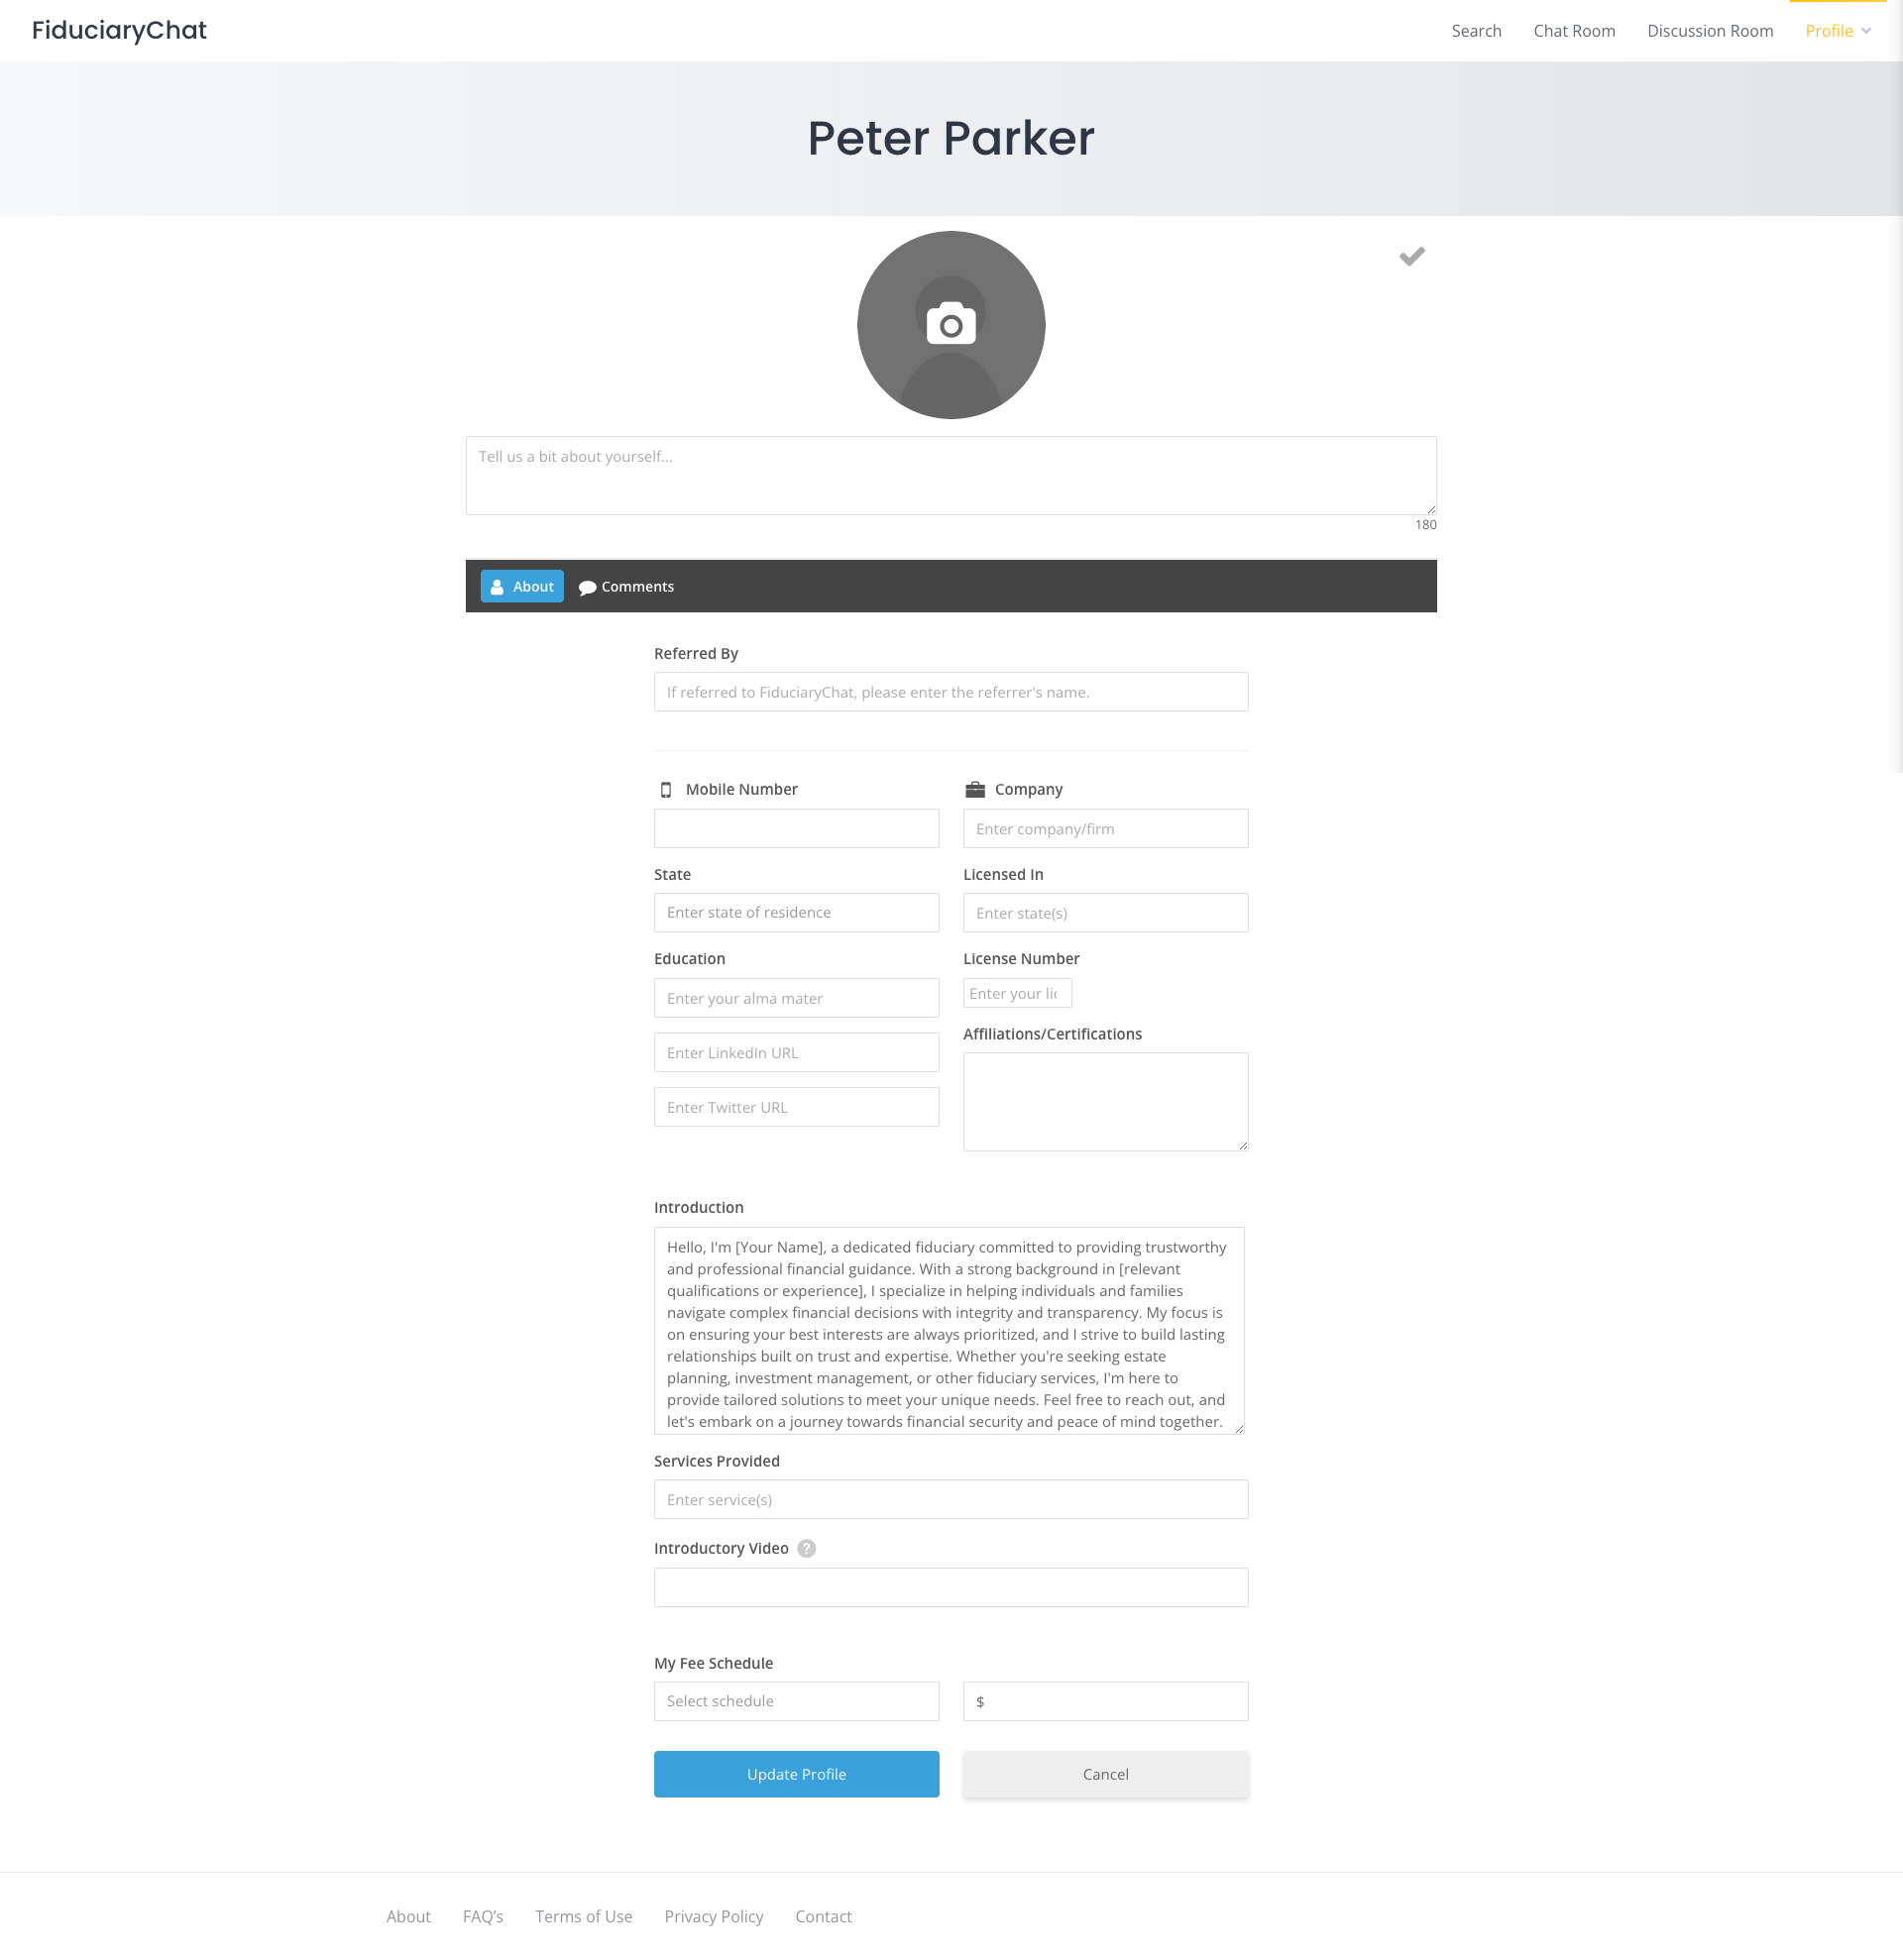 FiduciaryChat
Search Chat Room Discussion Room Profile
Peter Parker
Tell us a bit about yourself...
180
About Comments
Referred By
If referred to FiduciaryChat, please enter the referrer's name.
Mobile Number Company
Enter company/firm
State Licensed In
Enter state of residence Enter state(s)
Education License Number
Enter your alma mater Enter your lic
Affiliations/Certifications
Enter LinkedIn URL
Enter Twitter URL
Introduction
Hello, I'm [Your Name], a dedicated fiduciary committed to providing trustworthy
and professional financial guidance. With a strong background in [relevant
qualifications or experience], I specialize in helping individuals and families
navigate complex financial decisions with integrity and transparency. My focus is
on ensuring your best interests are always prioritized, and I strive to build lasting
relationships built on trust and expertise. Whether you're seeking estate
planning, investment management, or other fiduciary services, I'm here to
provide tailored solutions to meet your unique needs. Feel free to reach out, and
let's embark on a journey towards financial security and peace of mind together.
Services Provided
Enter service(s)
Introductory Video ?
My Fee Schedule
Select schedule $
Update Profile Cancel
About FAQ’s Terms of Use Privacy Policy Contact